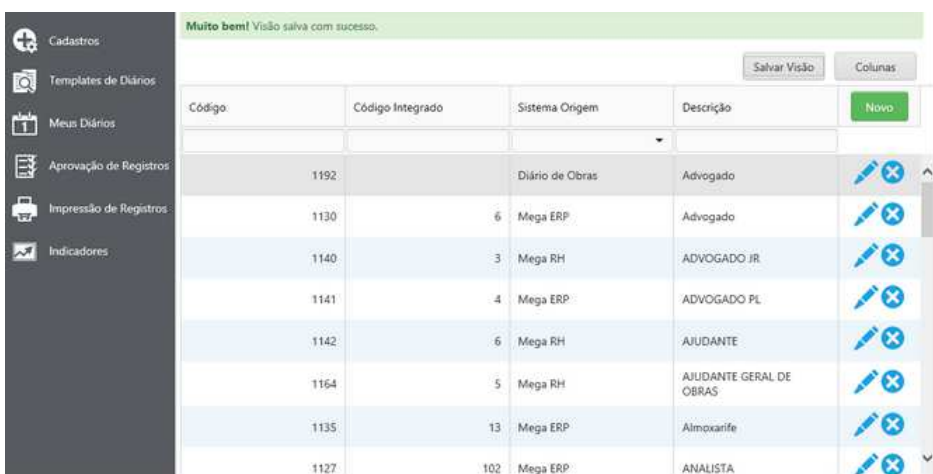 Muito bem! Visão salva com sucesso.
Cadastros
Templates de Diários
Meus Diários
Aprovação de Registros
Impressão de Registros
Indicadores
Salvar Visão Colunas
Código Código Integrado Sistema Origem Descrição Novo
1192 Diário de Obras Advogado
1130 6 Mega ERP Advogado
1140 3 Mega RH ADVOGADO JR
1141 4 Mega ERP ADVOGADO PL
1142 6 Mega RH AJUDANTE
1164 5 Mega RH AJUDANTE GERAL DE
OBRAS
1135 13 Mega ERP Almoxarife
1127 102 Mega ERP ANALISTA